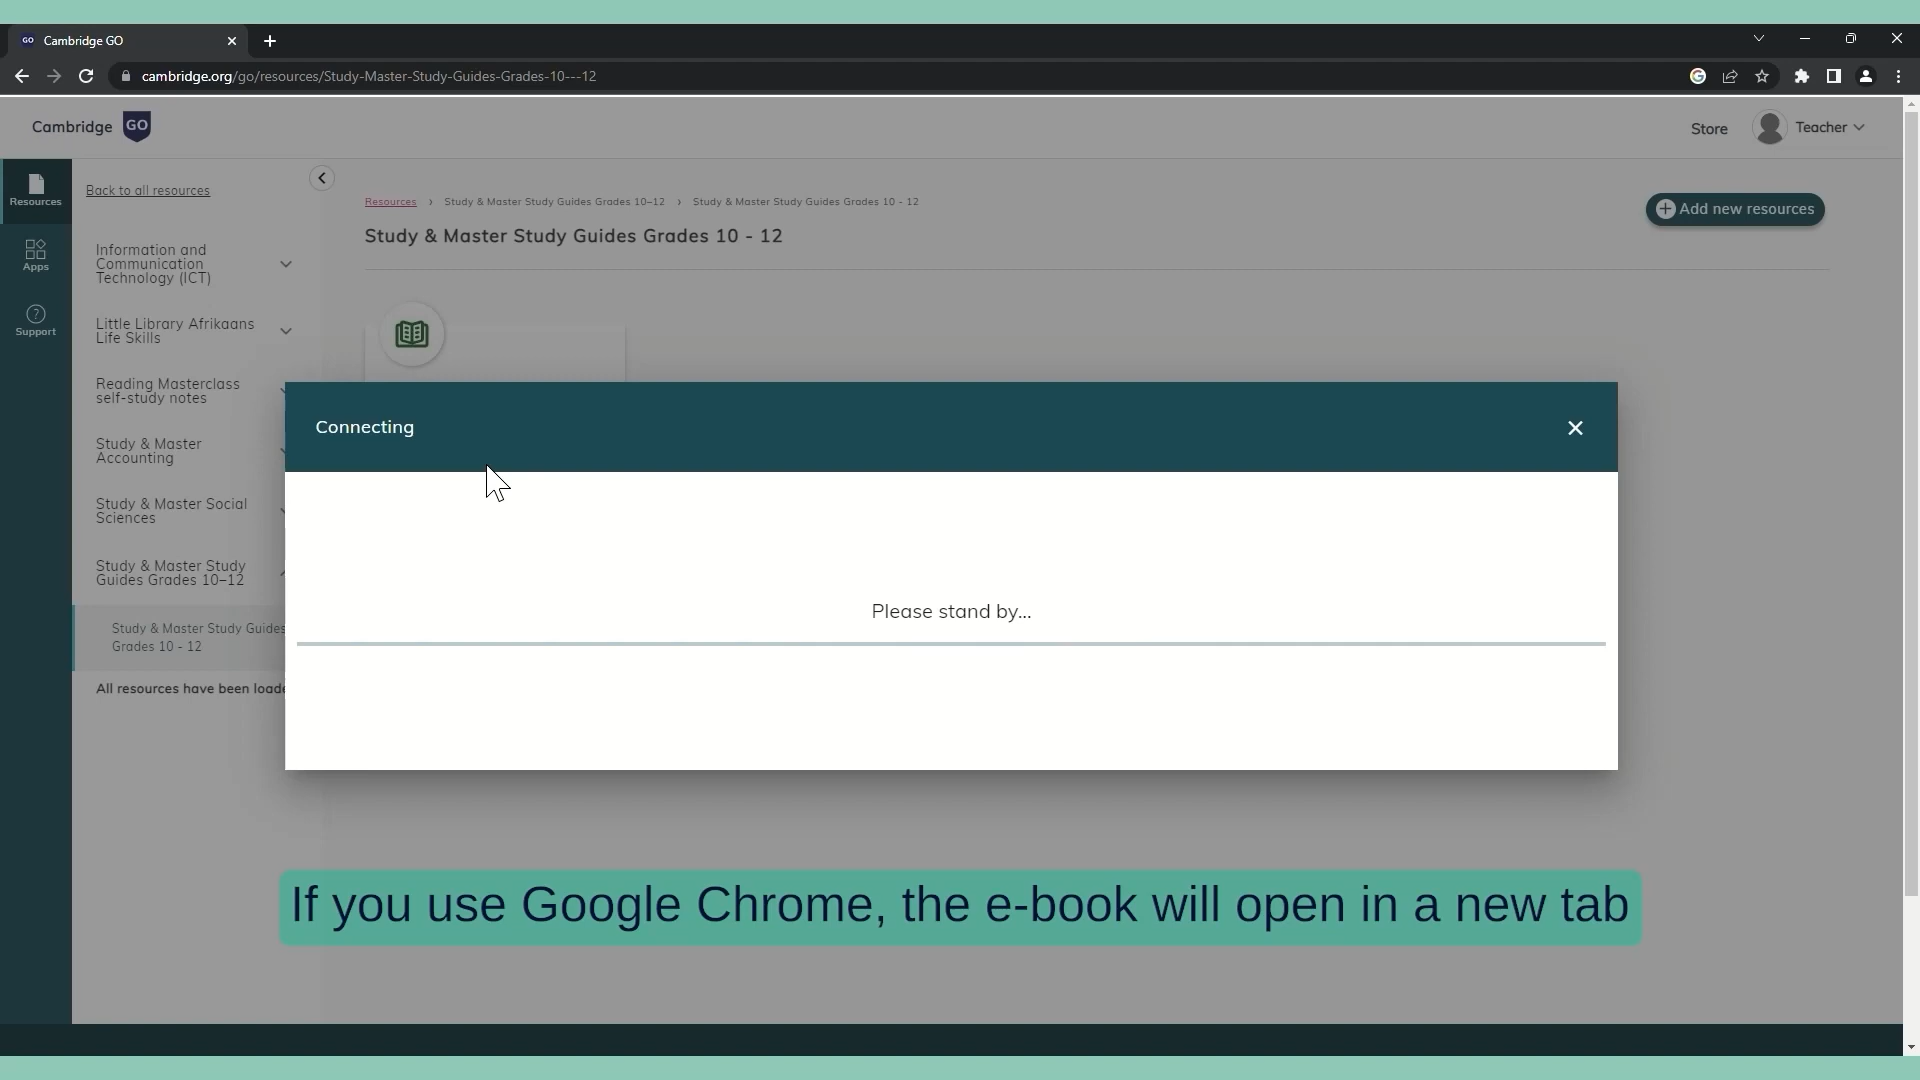 GO Cambridge GO
cambridge.org/go/resources/Study-Master-Study-Guides-Grades-10---12
Cambridge GO
Store
Teacher
Resources
Apps
Support
Back to all resources
Information and
Communication
Technology (ICT)
Little Library Afrikaans
Life Skills
Reading Masterclass
self-study notes
Study & Master
Accounting
Study & Master Social
Sciences
Study & Master Study
Guides Grades 10–12
Study & Master Study Guides
Grades 10 - 12
All resources have been loade
Resources > Study & Master Study Guides Grades 10–12 > Study & Master Study Guides Grades 10 - 12
Study & Master Study Guides Grades 10 - 12
Add new resources
Connecting
Please stand by...
If you use Google Chrome, the e-book will open in a new tab